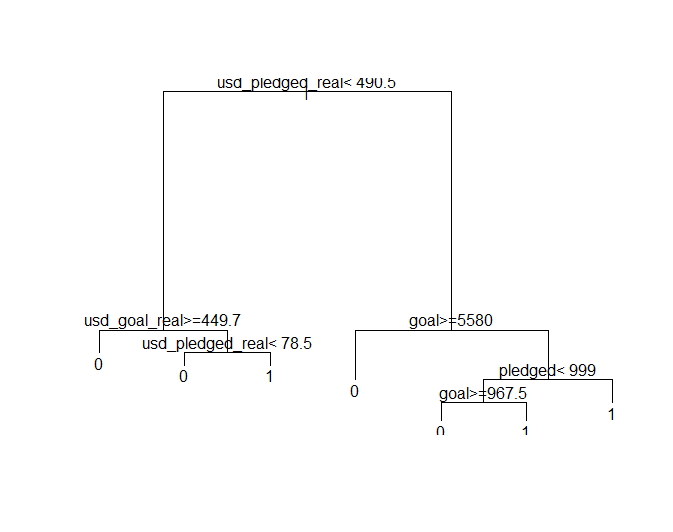 usd_pledged_real< 490.5
usd_goal_real>=449.7
goal>=5580
usd_pledged_real< 78.5
0
0
1
0
pledged< 999
goal>=967.5
1
0
1